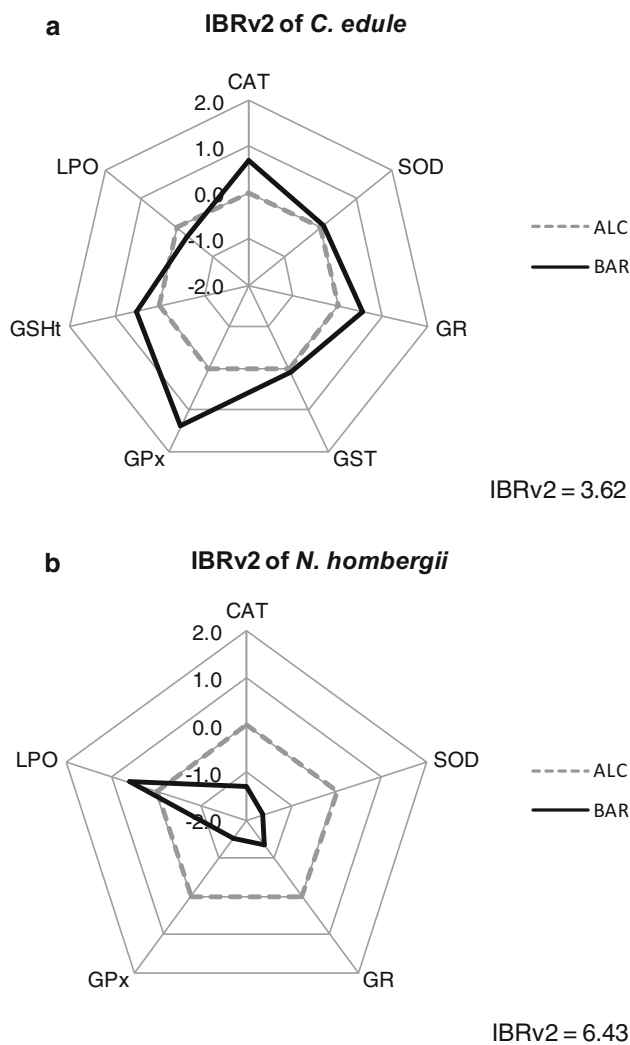 a
IBRv2 of C. edule
CAT
2.0
1.0
0.0
-1.0
-2.0
LPO
SOD
GSHt
GR
GPx
GST
ALC
BAR
IBRv2 = 3.62
b
IBRv2 of N. hombergii
CAT
2.0
1.0
0.0
-1.0
-2.0
LPO
SOD
GPx
GR
ALC
BAR
IBRv2 = 6.43